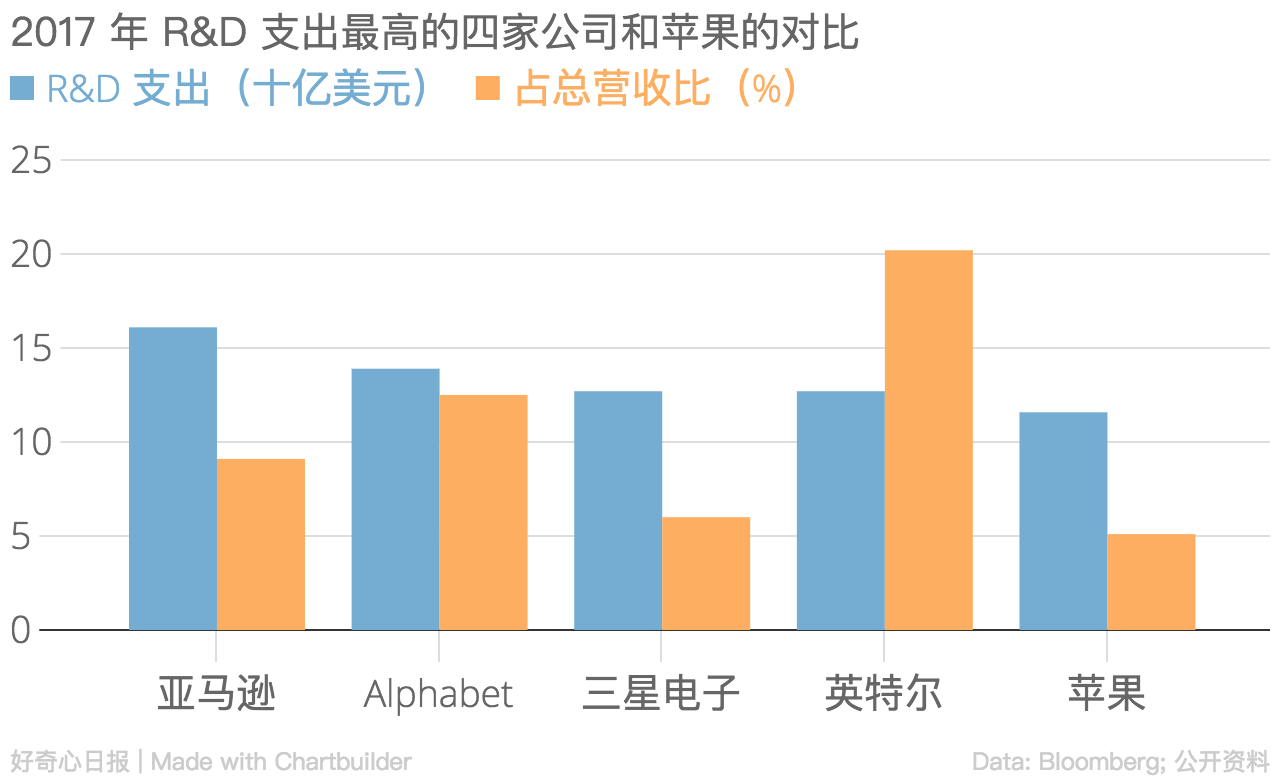 2017 年 R&D 支出最高的四家公司和苹果的对比
R&D 支出（十亿美元） 占总营收比（%）
25
20
15
10
5
0
亚马逊 Alphabet 三星电子 英特尔 苹果
好奇心日报 | Made with Chartbuilder Data: Bloomberg; 公开资料